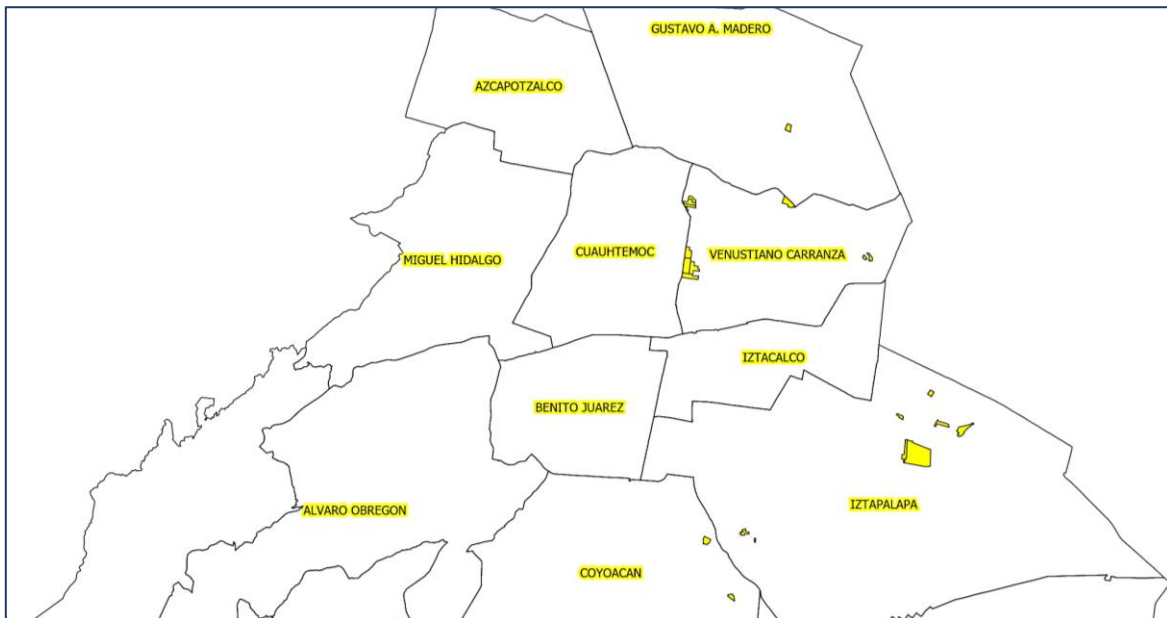 GUSTAVO A. MADERO
AZCAPOTZALCO
CUAUHTEMOC
VENUSTIANO CARRANZA
MIGUEL HIDALGO
IZTACALCO
BENITO JUAREZ
IZTAPALAPA
ALVARO OBREGON
COYOACAN